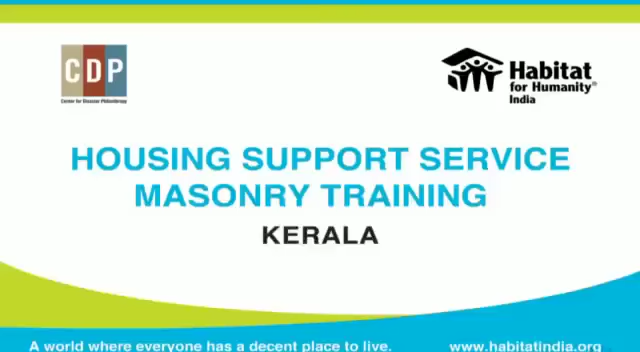 CDP
Center for Disaster Philanthropy
Habitat
for Humanity®
India
HOUSING SUPPORT SERVICE
MASONRY TRAINING
KERALA
A world where everyone has a decent place to live.
www.habitatindia.org